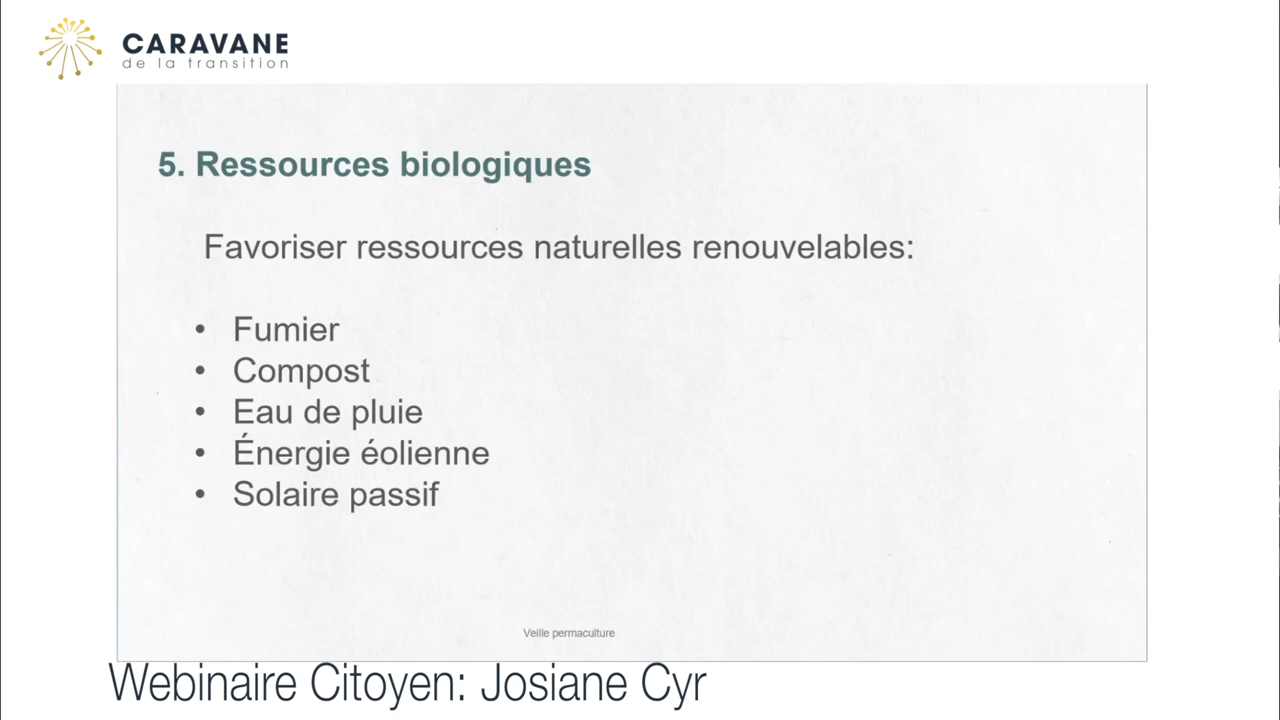 CARAVANE
de la transition
5. Ressources biologiques
Favoriser ressources naturelles renouvelables:
• Fumier
• Compost
• Eau de pluie
• Énergie éolienne
• Solaire passif
Veille permaculture
Webinaire Citoyen: Josiane Cyr